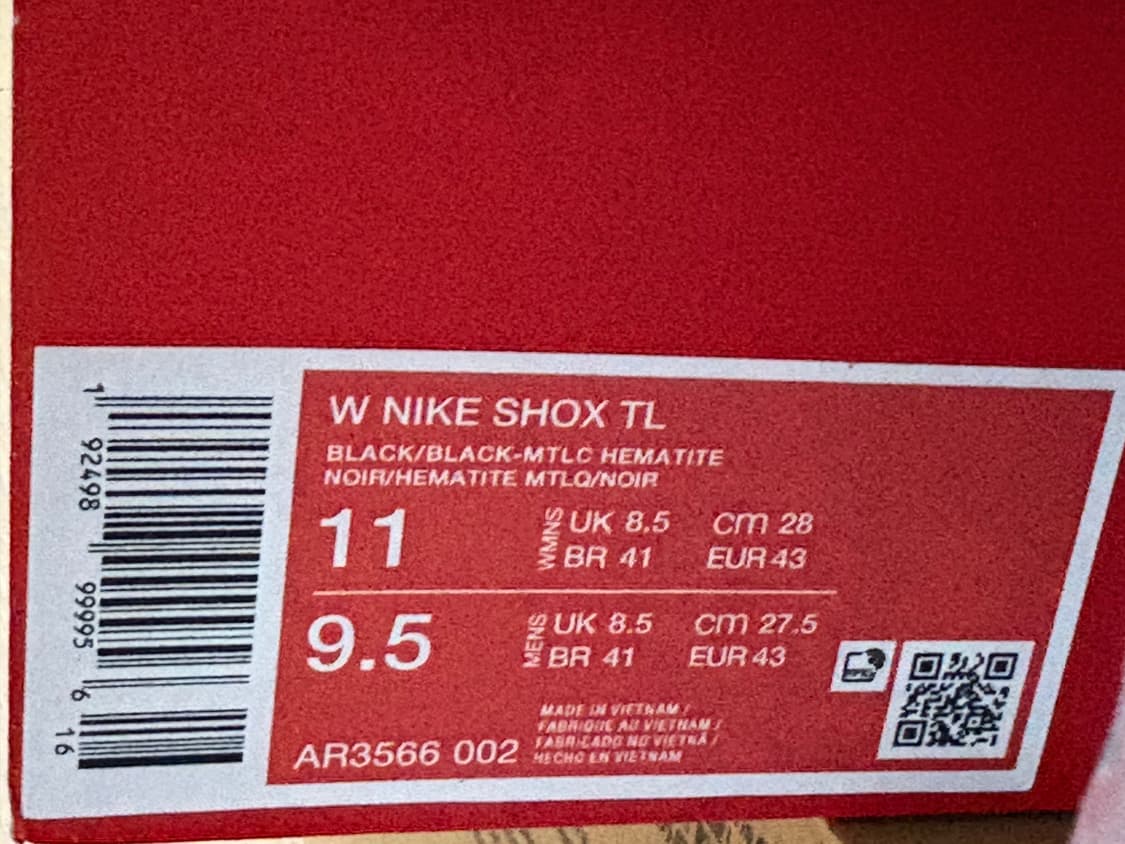 W NIKE SHOX TL
BLACK/BLACK-MTLC HEMATITE
NOIR/HEMATITE MTLQ/NOIR
11
WMNS
UK 8.5 cm 28
BR 41 EUR 43
9.5
MENS
UK 8.5 cm 27.5
BR 41 EUR 43
AR3566 002
MADE IN VIETNAM /
FABRIQUE AU VIETNAM /
FABRICADO NO VIETNÃ /
HECHO EN VIETNAM
1 92498 99995 6
16